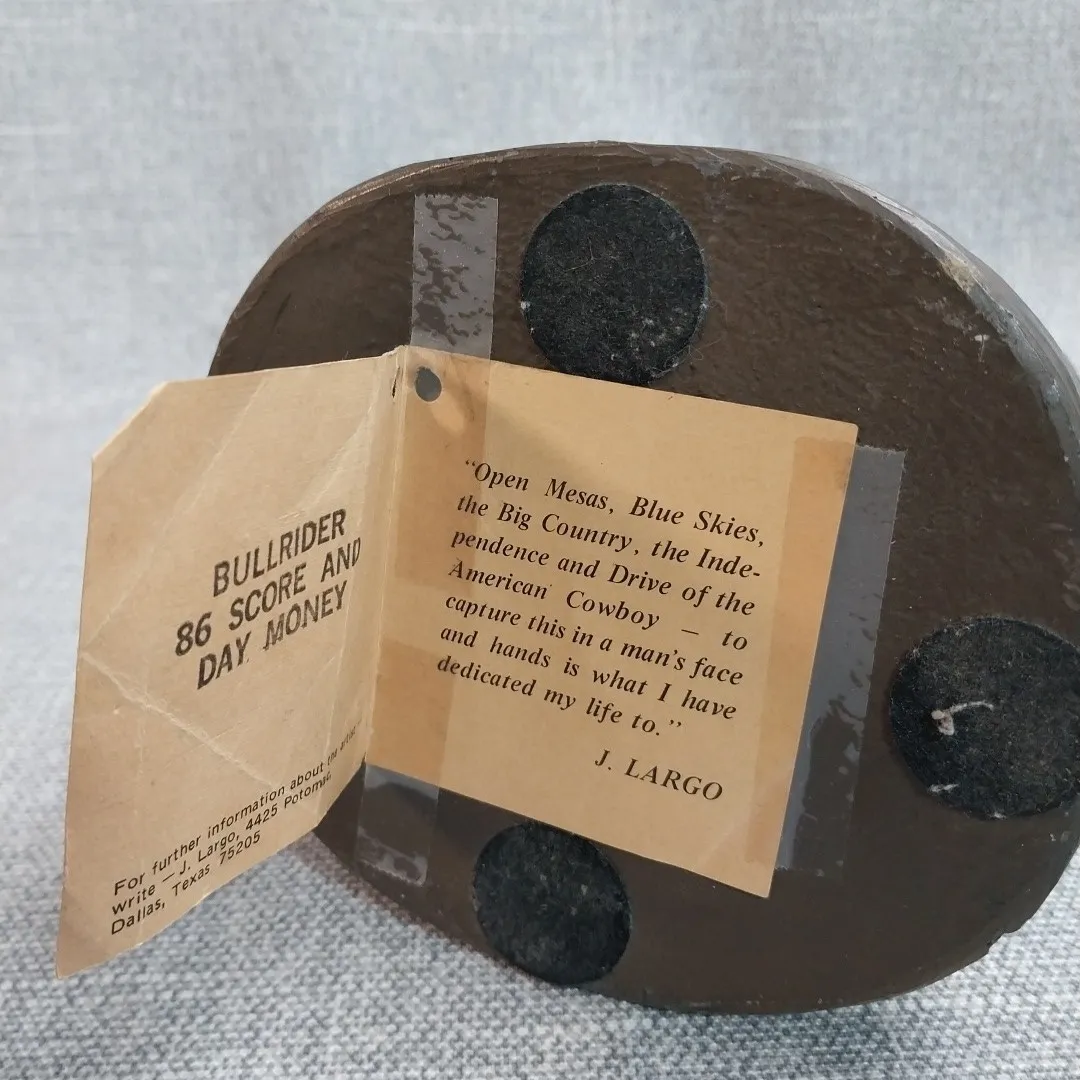 BULLRIDER
86 SCORE AND
DAY MONEY
For further information about the artist
write — J. Largo, 4425 Potomac
Dallas, Texas 75205
“Open Mesas, Blue Skies,
the Big Country, the Inde-
pendence and Drive of the
American Cowboy — to
capture this in a man’s face
and hands is what I have
dedicated my life to.”
J. LARGO